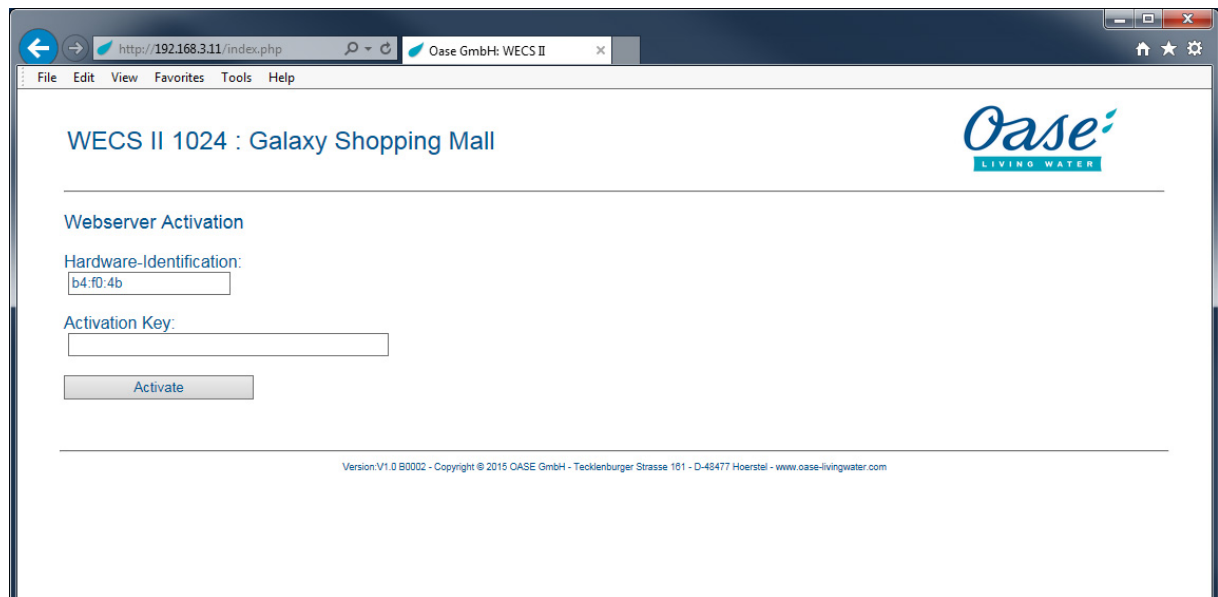 http://192.168.3.11/index.php
Oase GmbH: WECS II
File Edit View Favorites Tools Help
WECS II 1024 : Galaxy Shopping Mall
Oase
LIVING WATER
Webserver Activation
Hardware-Identification:
b4:f0:4b
Activation Key:
Activate
Version:V1.0 B0002 - Copyright © 2015 OASE GmbH - Tecklenburger Strasse 161 - D-48477 Hoerstel - www.oase-livingwater.com